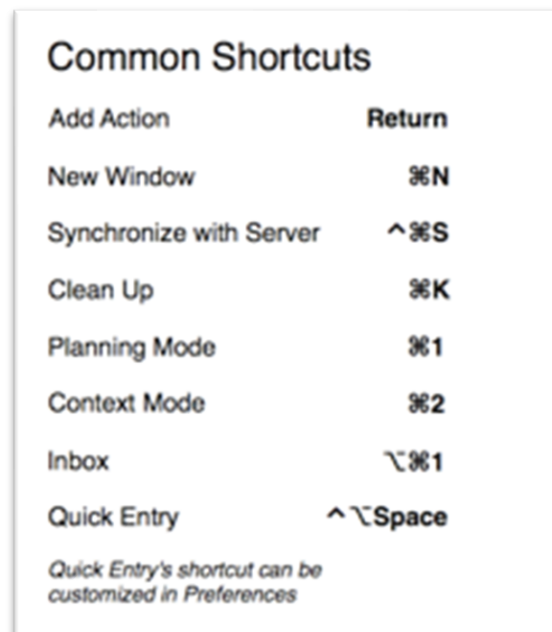 Common Shortcuts
Add Action Return
New Window ⌘N
Synchronize with Server ^⌘S
Clean Up ⌘K
Planning Mode ⌘1
Context Mode ⌘2
Inbox ⌥⌘1
Quick Entry ^⌥Space
Quick Entry's shortcut can be
customized in Preferences